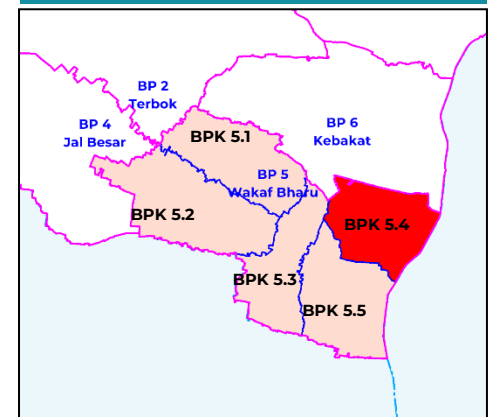 BP 2
Terbok
BP 4
Jal Besar
BP 6
Kebakat
BPK 5.1
BP 5
Wakaf Bharu
BPK 5.2
BPK 5.4
BPK 5.3
BPK 5.5